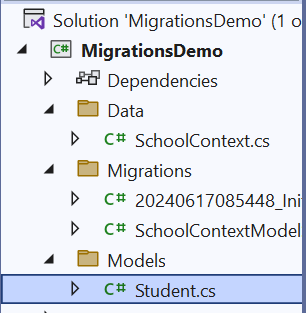 Solution 'MigrationsDemo' (1 o
MigrationsDemo
Dependencies
Data
C# SchoolContext.cs
Migrations
C# 20240617085448_Ini
C# SchoolContextModel
Models
C# Student.cs